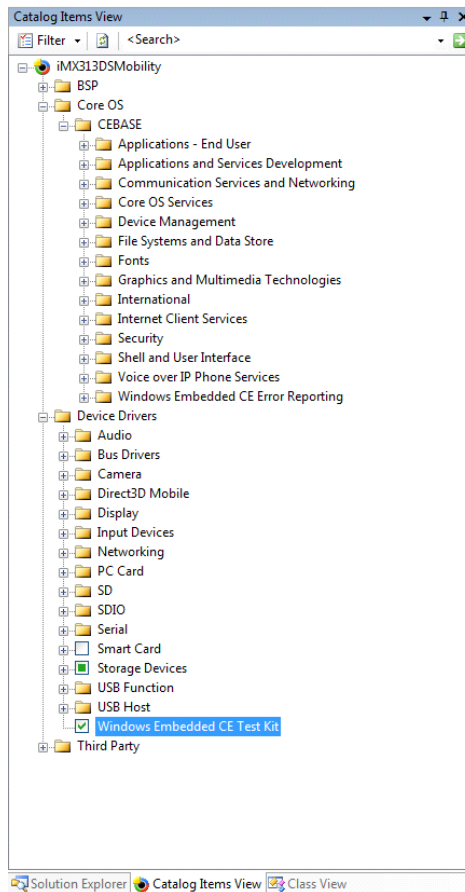 Catalog Items View
Filter <Search>
iMX313DSMobility
BSP
Core OS
CEBASE
Applications - End User
Applications and Services Development
Communication Services and Networking
Core OS Services
Device Management
File Systems and Data Store
Fonts
Graphics and Multimedia Technologies
International
Internet Client Services
Security
Shell and User Interface
Voice over IP Phone Services
Windows Embedded CE Error Reporting
Device Drivers
Audio
Bus Drivers
Camera
Direct3D Mobile
Display
Input Devices
Networking
PC Card
SD
SDIO
Serial
Smart Card
Storage Devices
USB Function
USB Host
Windows Embedded CE Test Kit
Third Party
Solution Explorer Catalog Items View Class View